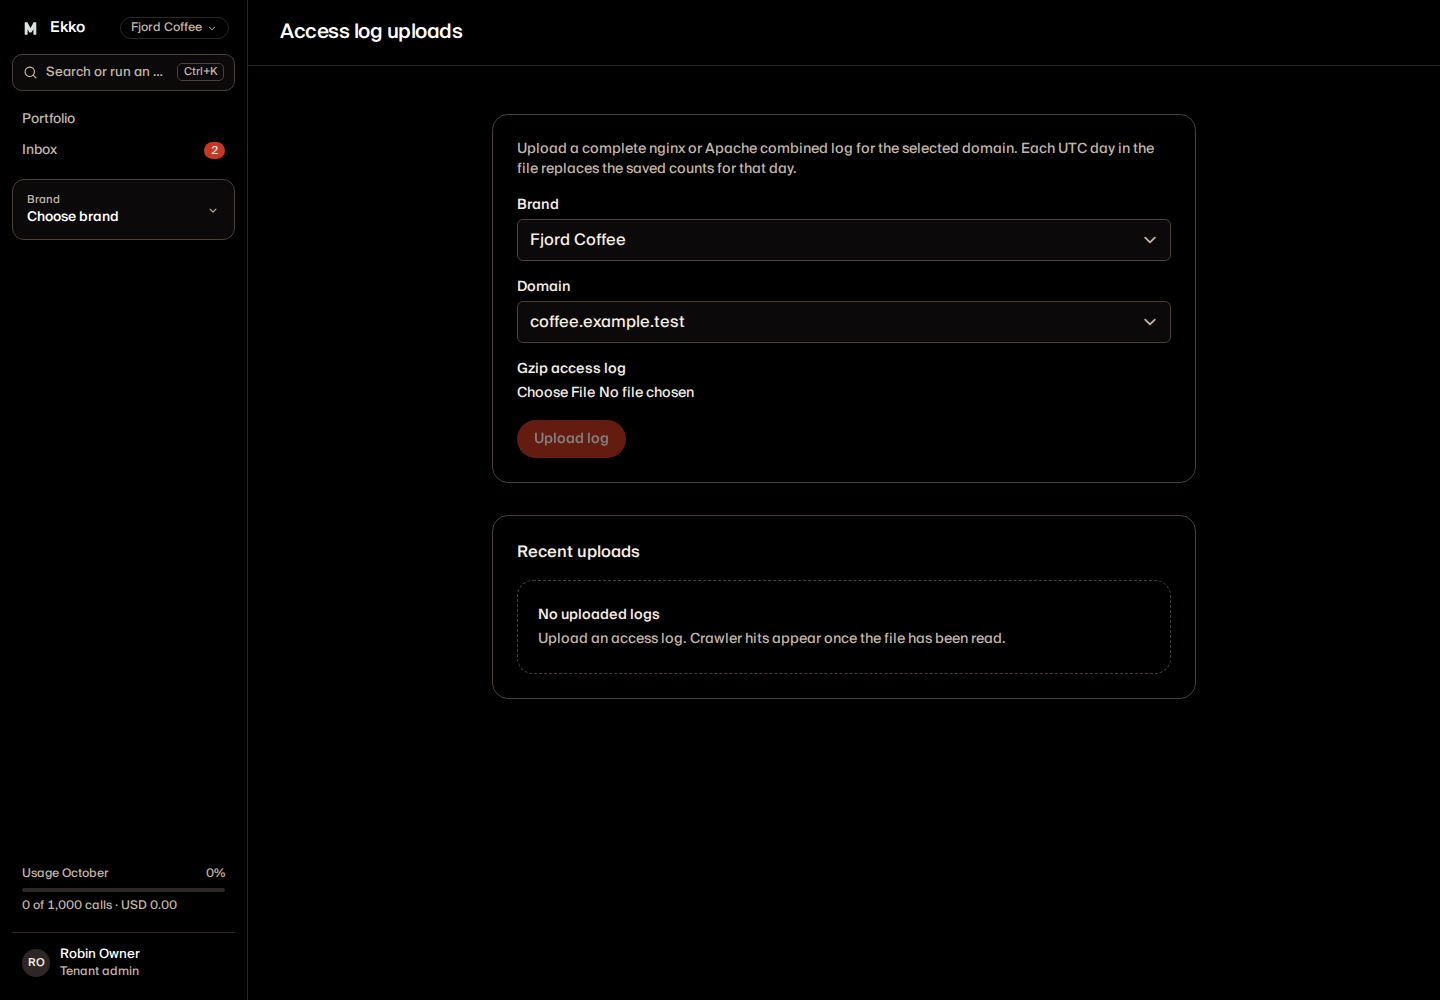 Ekko
Fjord Coffee
Search or run an ...
Ctrl+K
Portfolio
Inbox
2
Brand
Choose brand
Usage October
0%
0 of 1,000 calls · USD 0.00
RO
Robin Owner
Tenant admin
Access log uploads
Upload a complete nginx or Apache combined log for the selected domain. Each UTC day in the
file replaces the saved counts for that day.
Brand
Fjord Coffee
Domain
coffee.example.test
Gzip access log
Choose File No file chosen
Upload log
Recent uploads
No uploaded logs
Upload an access log. Crawler hits appear once the file has been read.